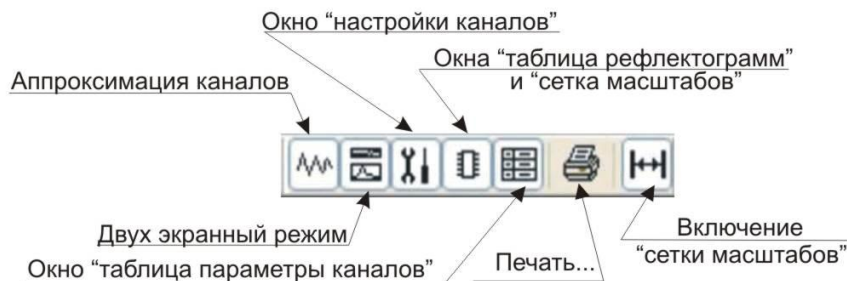 Окно “настройки каналов”
Окна “таблица рефлектограмм”
и “сетка масштабов”
Аппроксимация каналов
Двух экранный режим
Окно “таблица параметры каналов”
Печать...
Включение
“сетки масштабов”